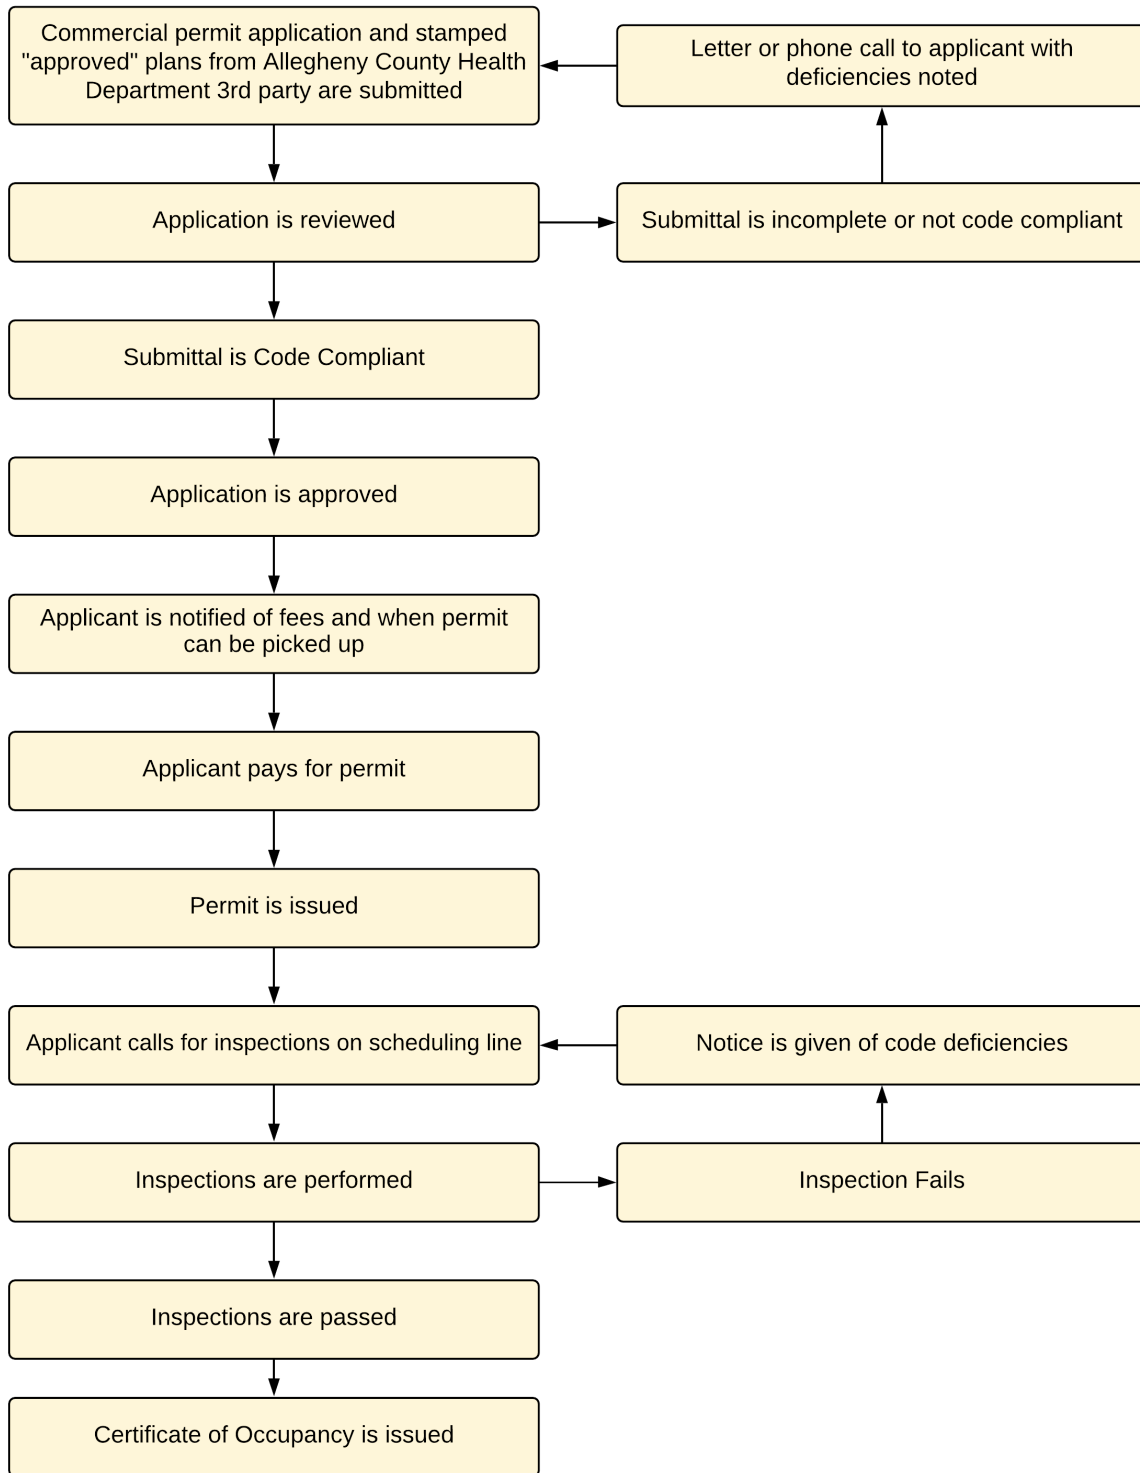 Commercial permit application and stamped
"approved" plans from Allegheny County Health
Department 3rd party are submitted
Letter or phone call to applicant with
deficiencies noted
Application is reviewed
Submittal is incomplete or not code compliant
Submittal is Code Compliant
Application is approved
Applicant is notified of fees and when permit
can be picked up
Applicant pays for permit
Permit is issued
Applicant calls for inspections on scheduling line
Notice is given of code deficiencies
Inspections are performed
Inspection Fails
Inspections are passed
Certificate of Occupancy is issued